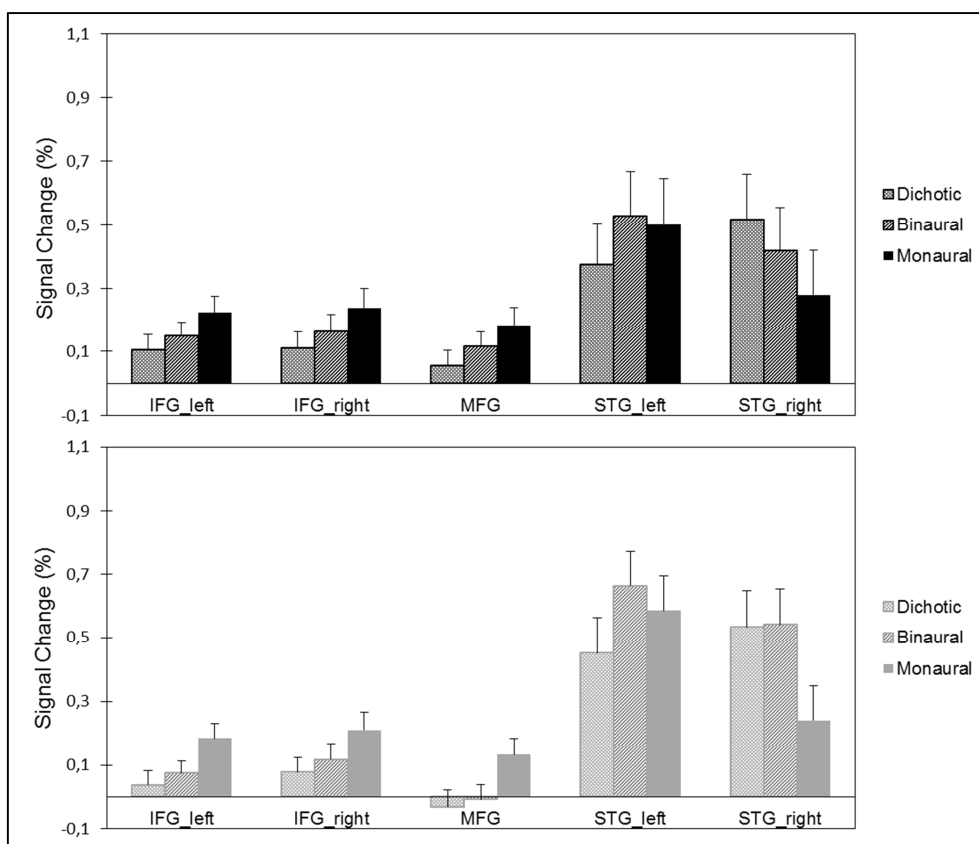 1,1
0,9
0,7
0,5
0,3
0,1
-0,1
Signal Change (%)
IFG_left IFG_right MFG STG_left STG_right
Dichotic
Binaural
Monaural
1,1
0,9
0,7
0,5
0,3
0,1
-0,1
Signal Change (%)
IFG_left IFG_right MFG STG_left STG_right
Dichotic
Binaural
Monaural